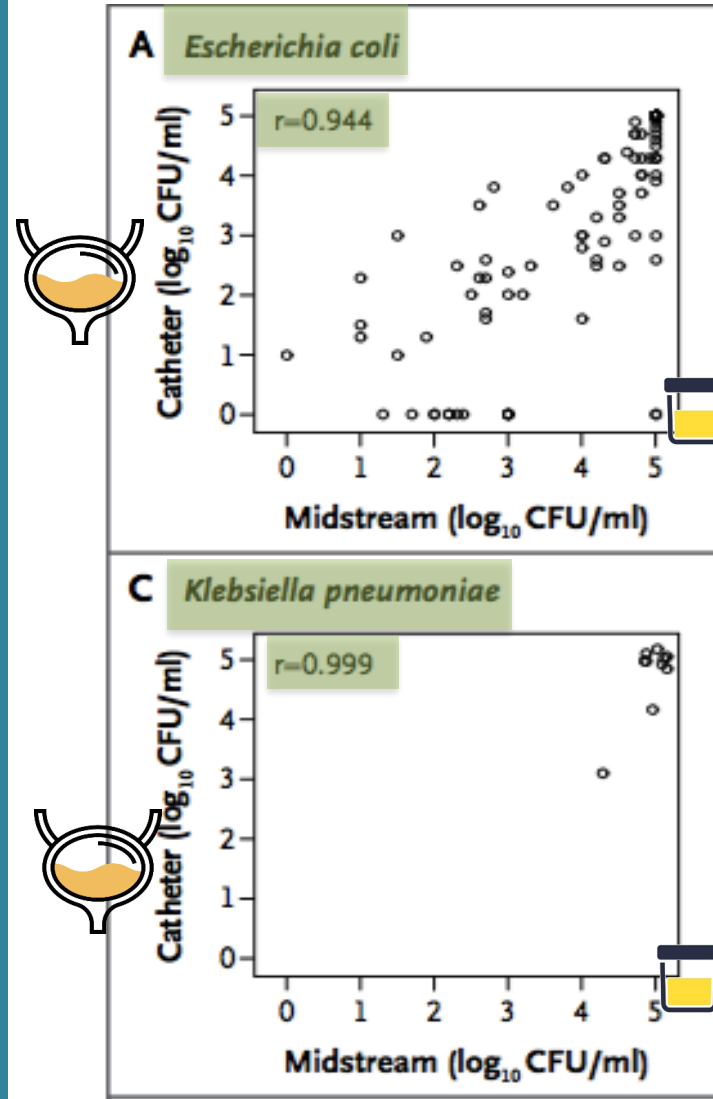 A Escherichia coli
r=0.944
Catheter (log10 CFU/ml)
5
4
3
2
1
0
0 1 2 3 4 5
Midstream (log10 CFU/ml)
C Klebsiella pneumoniae
r=0.999
Catheter (log10 CFU/ml)
5
4
3
2
1
0
0 1 2 3 4 5
Midstream (log10 CFU/ml)